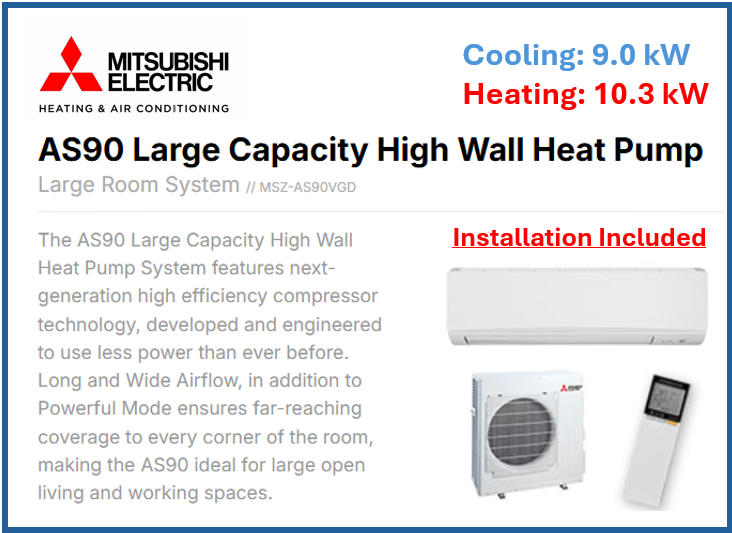 MITSUBISHI
ELECTRIC
HEATING & AIR CONDITIONING
Cooling: 9.0 kW
Heating: 10.3 kW
AS90 Large Capacity High Wall Heat Pump
Large Room System // MSZ-AS90VGD
Installation Included
The AS90 Large Capacity High Wall
Heat Pump System features next-
generation high efficiency compressor
technology, developed and engineered
to use less power than ever before.
Long and Wide Airflow, in addition to
Powerful Mode ensures far-reaching
coverage to every corner of the room,
making the AS90 ideal for large open
living and working spaces.